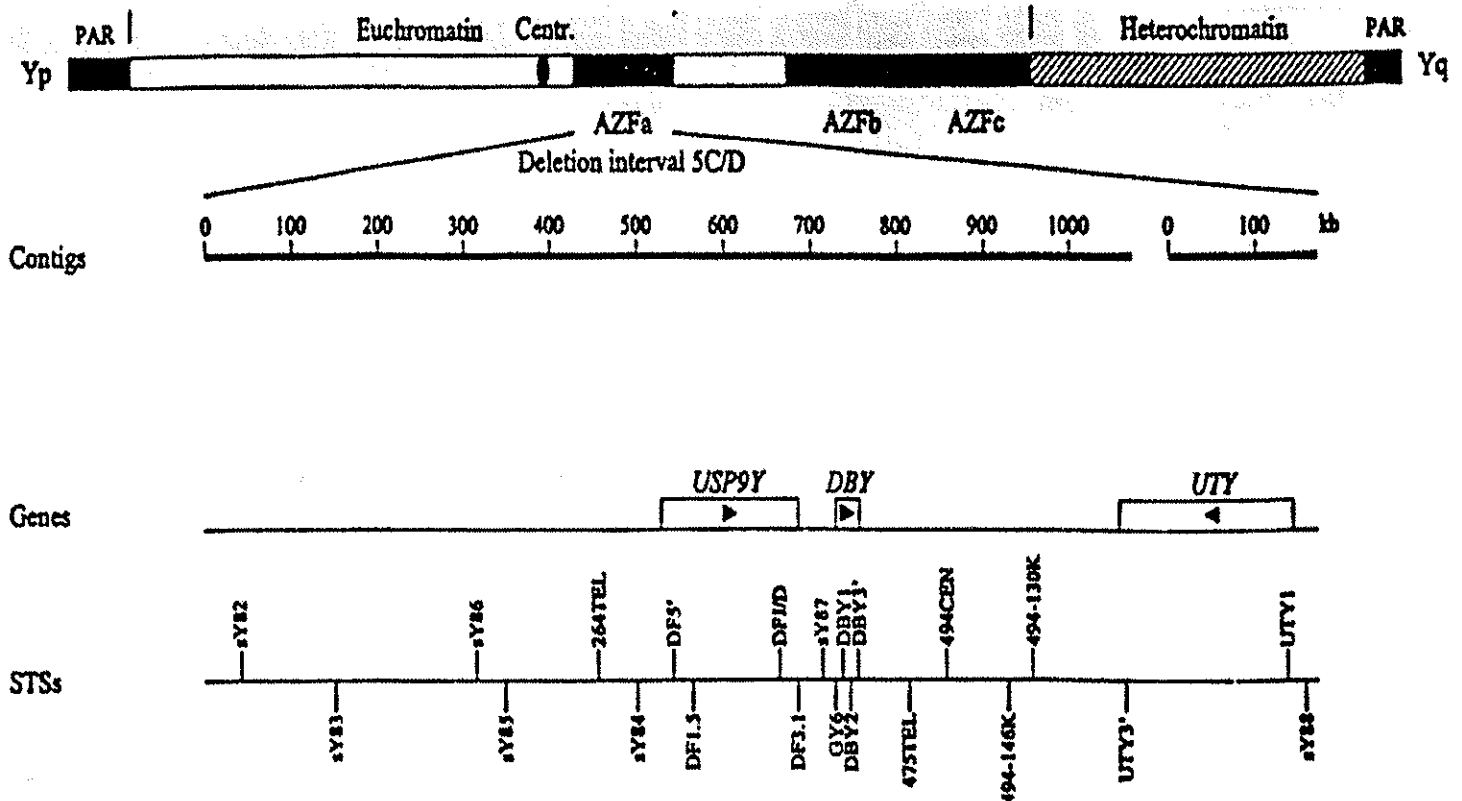 PAR Euchromatin Centr. Heterochromatin PAR
Yp Yq
AZFa AZFb AZFc
Deletion interval 5C/D
0 100 200 300 400 500 600 700 800 900 1000 0 100 kb
Contigs
USP9Y DBY UTY
Genes
sY82 sY86 264TEL DF5' DFI/D sY87 DBY1 DBY3' 494CEN 494-130K UTY1
STSs
sY83 sY85 sY84 DF1.5 DF3.1 GY6 DBY2 475TEL 494-146K UTY3' sY88